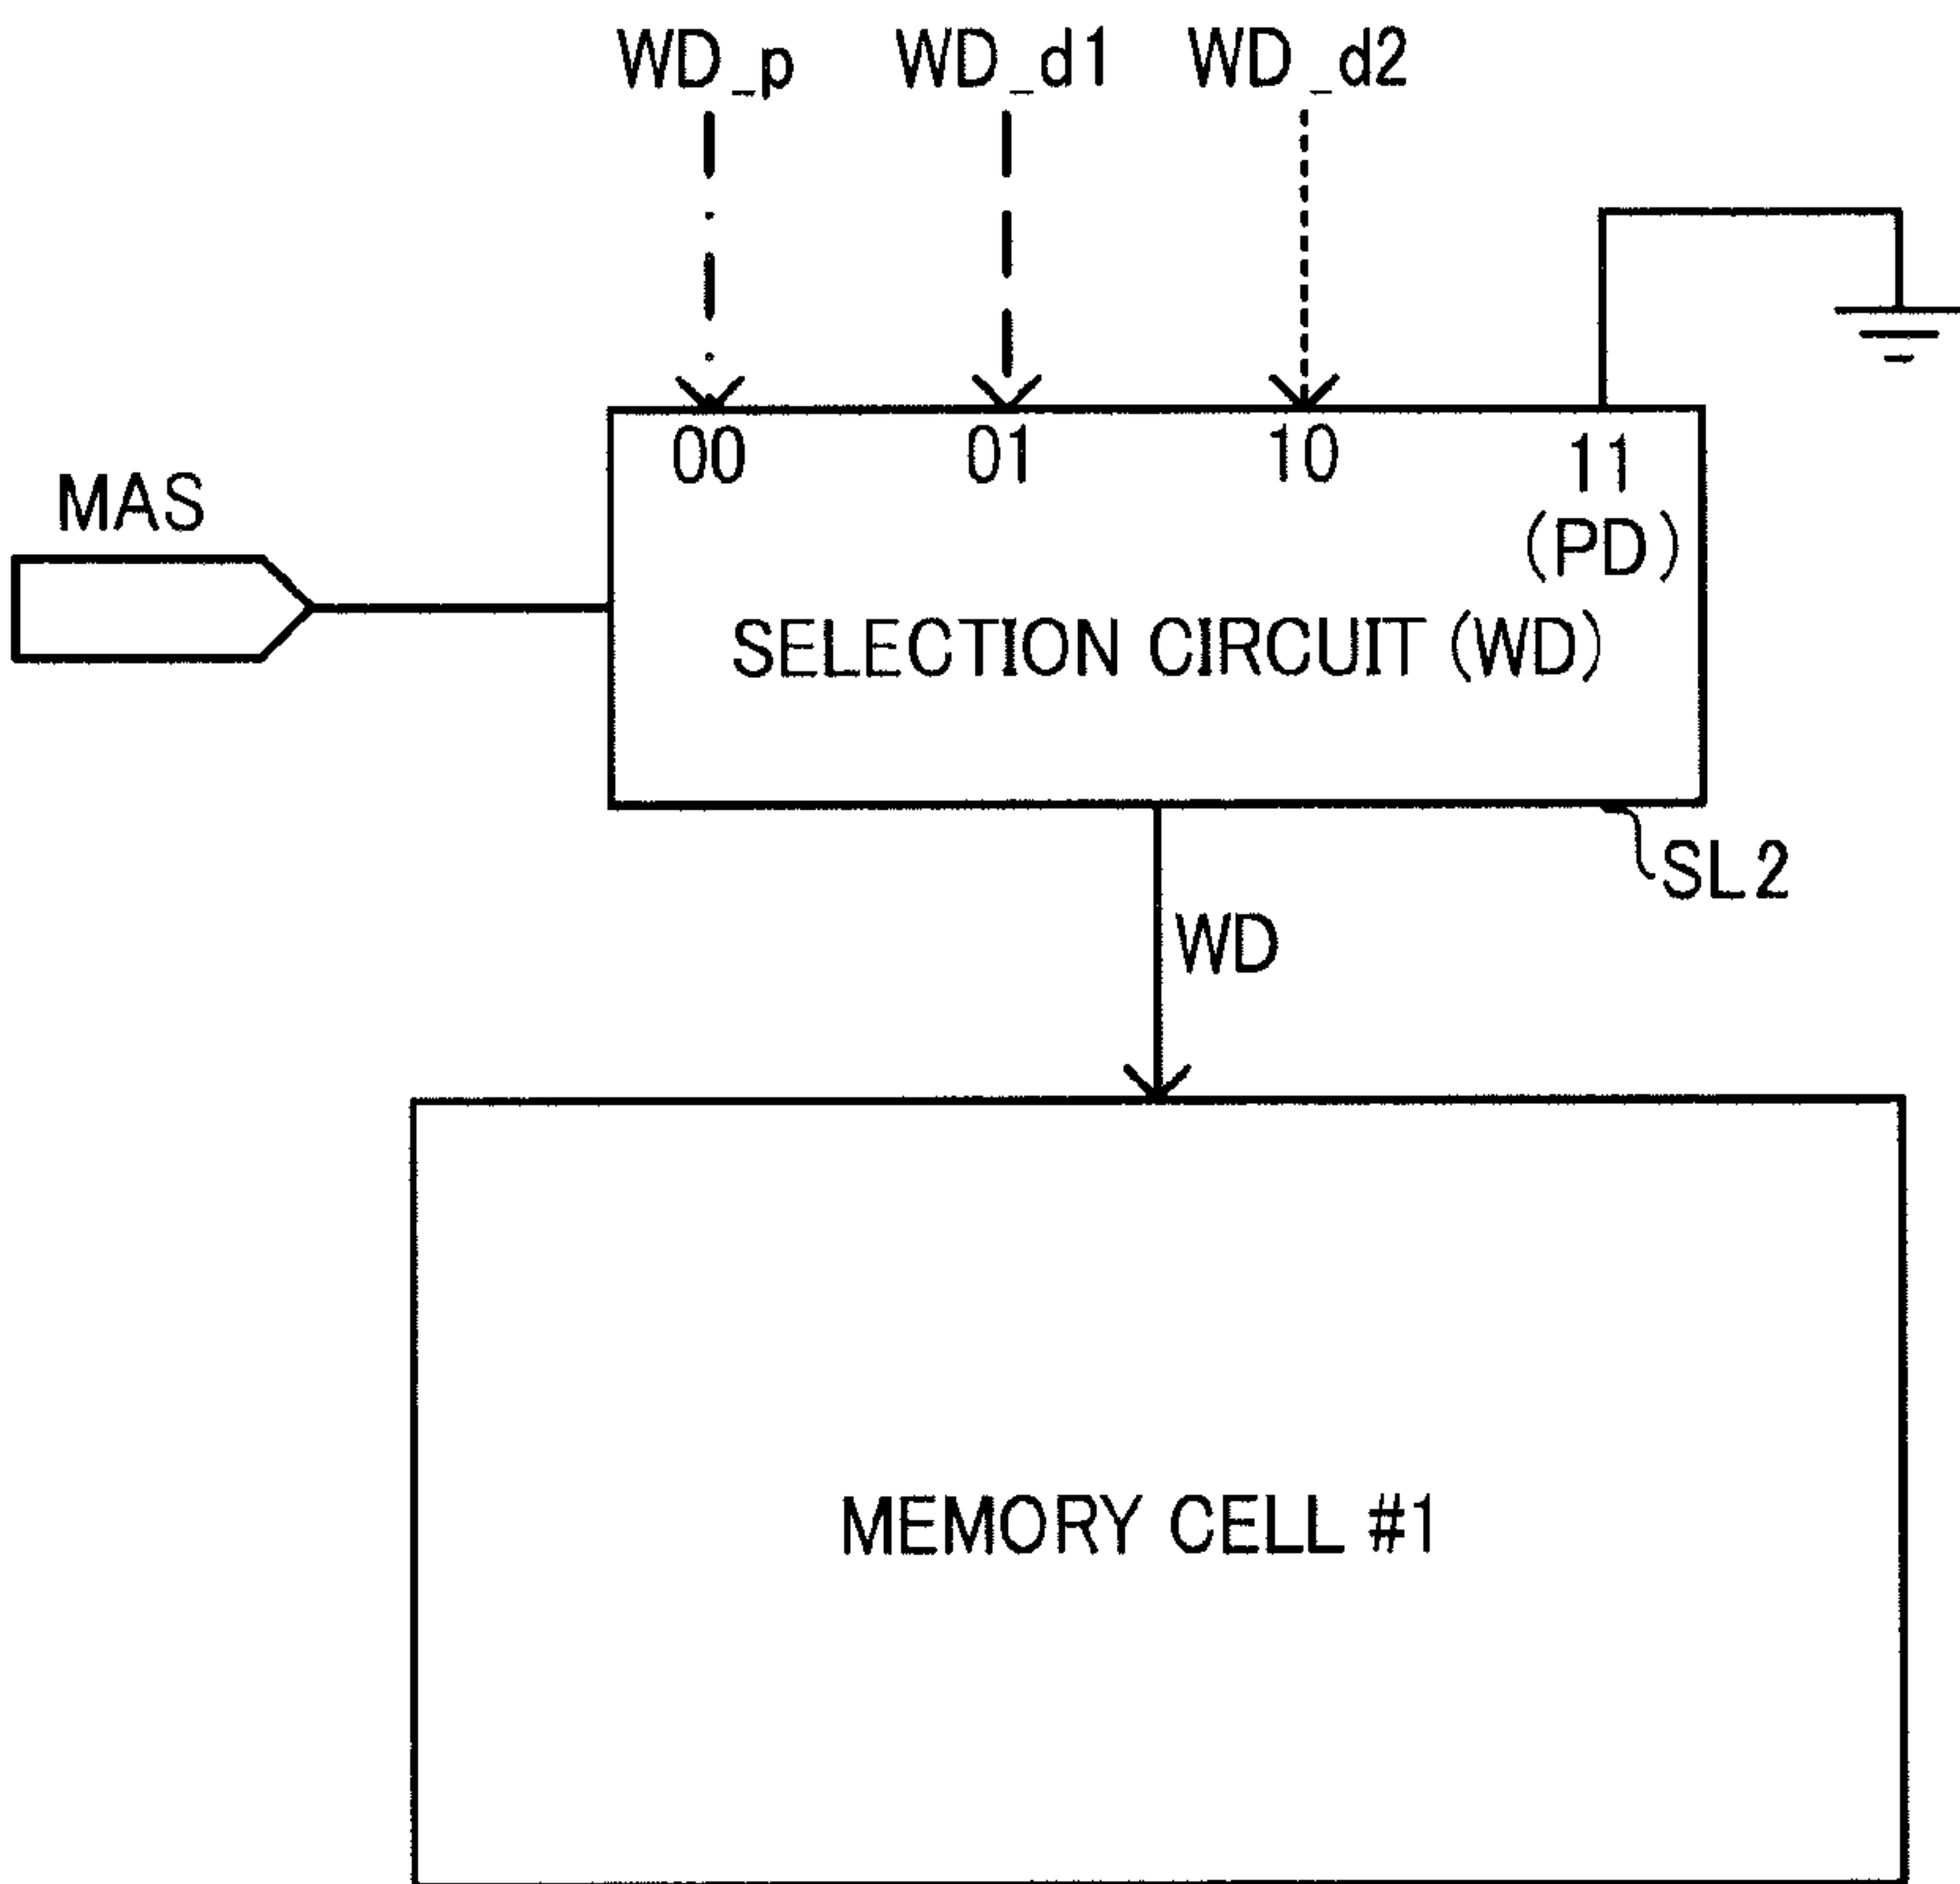 WD_p WD_d1 WD_d2
00 01 10 11
(PD)
MAS
SELECTION CIRCUIT (WD)
SL2
WD
MEMORY CELL #1